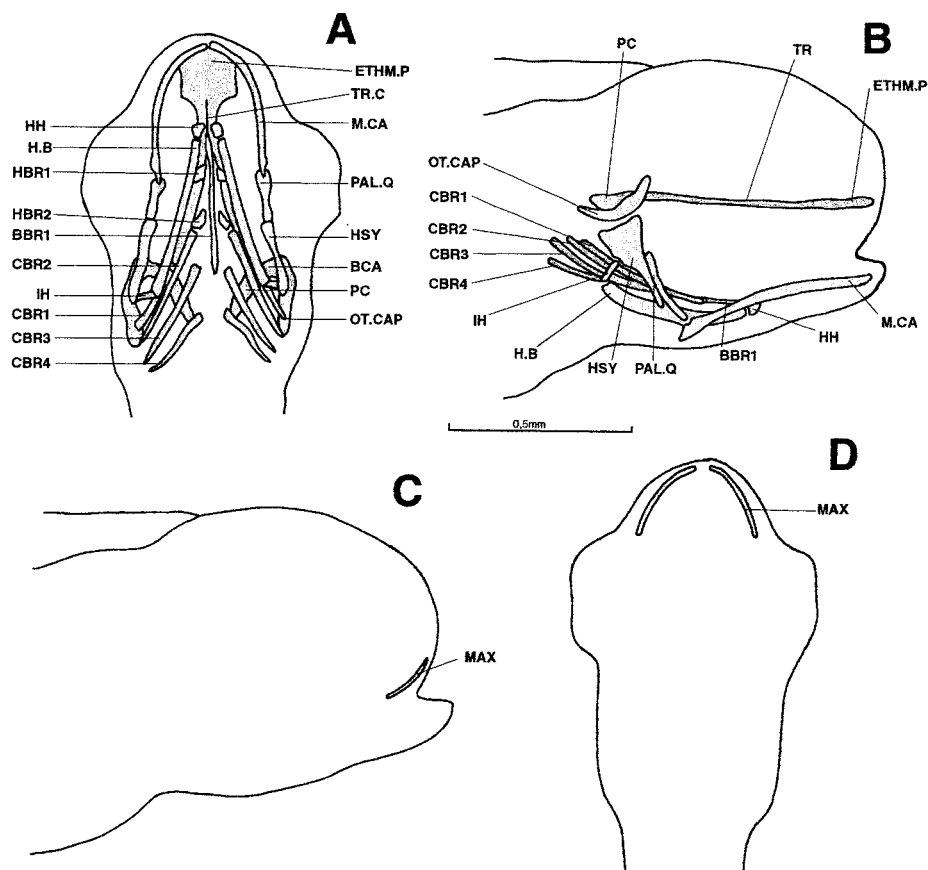 A
ETHM.P
TR.C
M.CA
PAL.Q
HSY
BCA
PC
OT.CAP
HH
H.B
HBR1
HBR2
BBR1
CBR2
IH
CBR1
CBR3
CBR4
B
PC
TR
ETHM.P
OT.CAP
CBR1
CBR2
CBR3
CBR4
IH
H.B
HSY
PAL.Q
BBR1
HH
M.CA
0,5mm
C
MAX
D
MAX